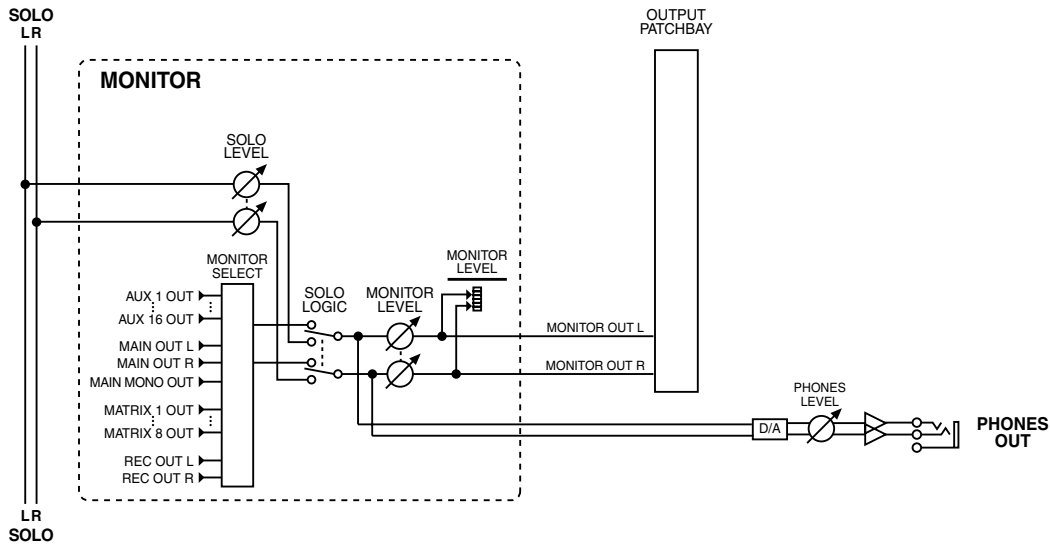 SOLO
LR
OUTPUT
PATCHBAY
MONITOR
SOLO
LEVEL
MONITOR
SELECT
MONITOR
LEVEL
AUX 1 OUT
AUX 16 OUT
SOLO
LOGIC
MONITOR
LEVEL
MAIN OUT L
MAIN OUT R
MAIN MONO OUT
MONITOR OUT L
MONITOR OUT R
MATRIX 1 OUT
MATRIX 8 OUT
REC OUT L
REC OUT R
PHONES
LEVEL
D/A
PHONES
OUT
LR
SOLO